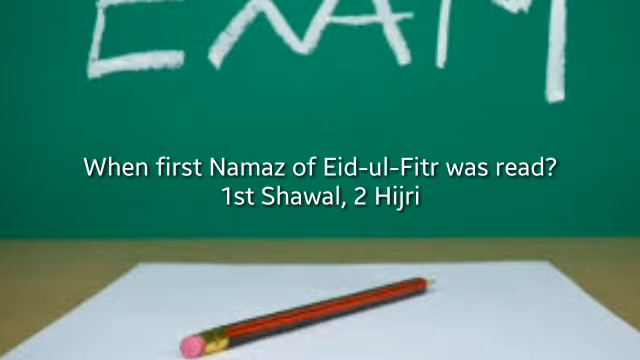 EXAM
When first Namaz of Eid-ul-Fitr was read?
1st Shawal, 2 Hijri